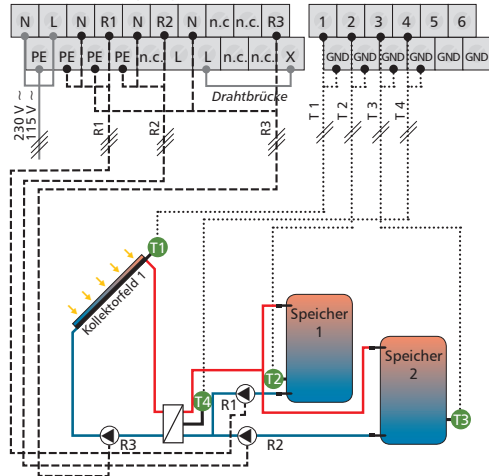 N L N R1 N R2 N n.c n.c. R3 1 2 3 4 5 6
PE PE PE PE n.c. L L n.c. n.c. X GND GND GND GND GND GND
Drahtbrücke
230 V ~
115 V ~
R1
R2
R3
T 1
T 2
T 3
T 4
T1
Kollektorfeld 1
Speicher
1
Speicher
2
T2
T4
R1
T3
R3
R2